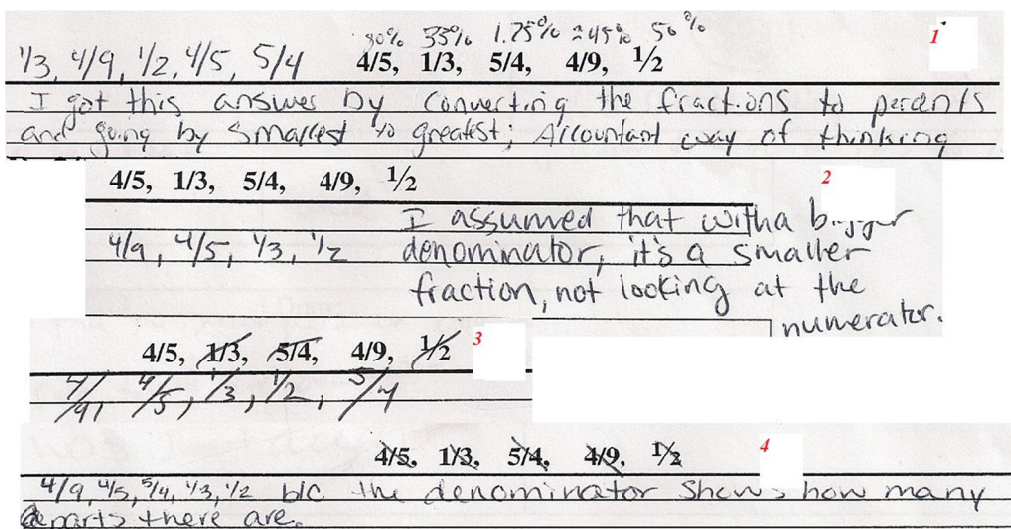 80% 33% 1.25% ≈45% 50%
1
1/3, 4/9, 1/2, 4/5, 5/4 4/5, 1/3, 5/4, 4/9, ½
I got this answer by converting the fractions to percents
and going by smallest to greatest; Accountant way of thinking
4/5, 1/3, 5/4, 4/9, ½
2
I assumed that with a bigger
4/9, 4/5, 1/3, 1/2 denominator, it's a smaller
fraction, not looking at the
numerator.
4/5, 1/3, 5/4, 4/9, ½
3
4/9, 4/5, 1/3, 1/2, 5/4
4/5, 1/3, 5/4, 4/9, ½
4
4/9, 4/5, 5/4, 1/3, 1/2 b/c the denominator shows how many
parts there are.